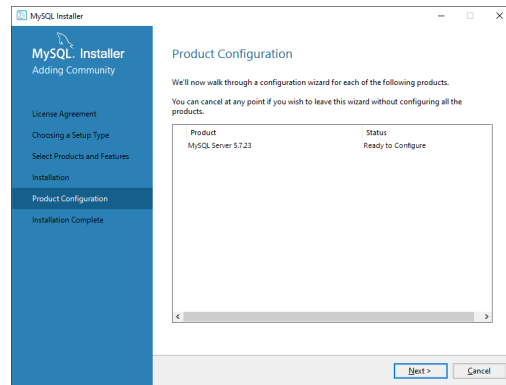 MySQL Installer
MySQL. Installer
Adding Community
License Agreement
Choosing a Setup Type
Select Products and Features
Installation
Product Configuration
Installation Complete
Product Configuration
We'll now walk through a configuration wizard for each of the following products.
You can cancel at any point if you wish to leave this wizard without configuring all the
products.
Product Status
MySQL Server 5.7.23 Ready to Configure
Next > Cancel